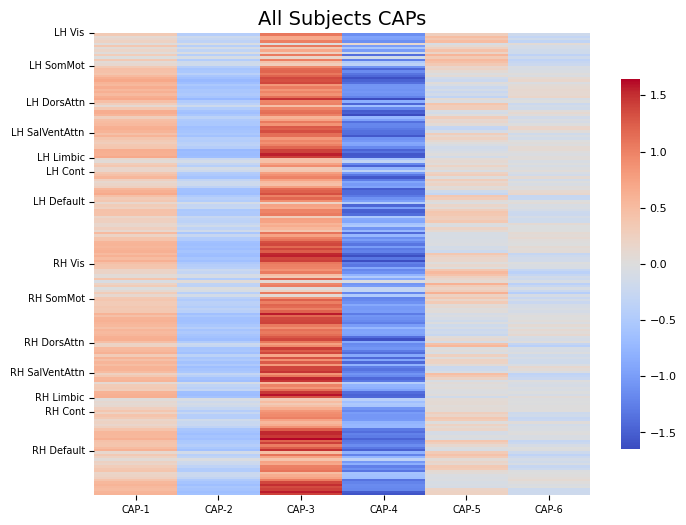 All Subjects CAPs
LH Vis
LH SomMot
LH DorsAttn
LH SalVentAttn
LH Limbic
LH Cont
LH Default
RH Vis
RH SomMot
RH DorsAttn
RH SalVentAttn
RH Limbic
RH Cont
RH Default
CAP-1
CAP-2
CAP-3
CAP-4
CAP-5
CAP-6
1.5
1.0
0.5
0.0
−0.5
−1.0
−1.5